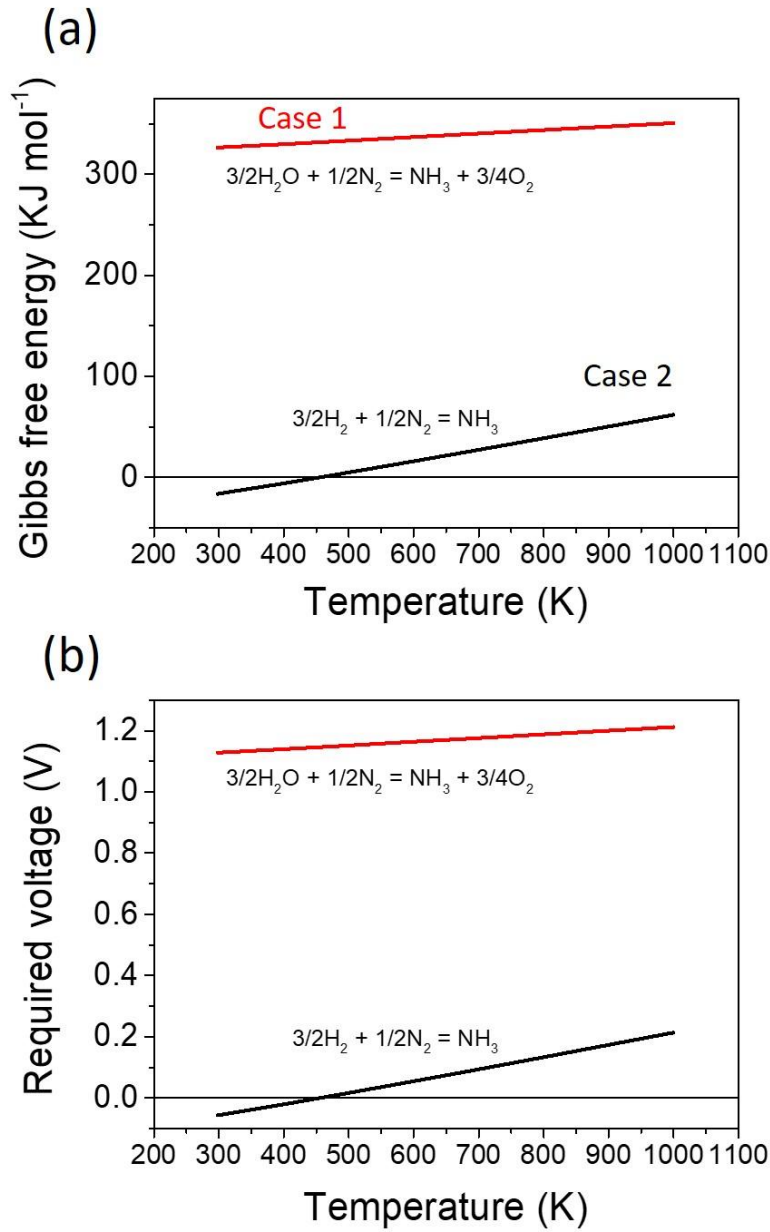 (a)
Gibbs free energy (KJ mol⁻¹)
300
200
100
0
Case 1
3/2H₂O + 1/2N₂ = NH₃ + 3/4O₂
Case 2
3/2H₂ + 1/2N₂ = NH₃
200 300 400 500 600 700 800 900 1000 1100
Temperature (K)
(b)
Required voltage (V)
1.2
1.0
0.8
0.6
0.4
0.2
0.0
3/2H₂O + 1/2N₂ = NH₃ + 3/4O₂
3/2H₂ + 1/2N₂ = NH₃
200 300 400 500 600 700 800 900 1000 1100
Temperature (K)